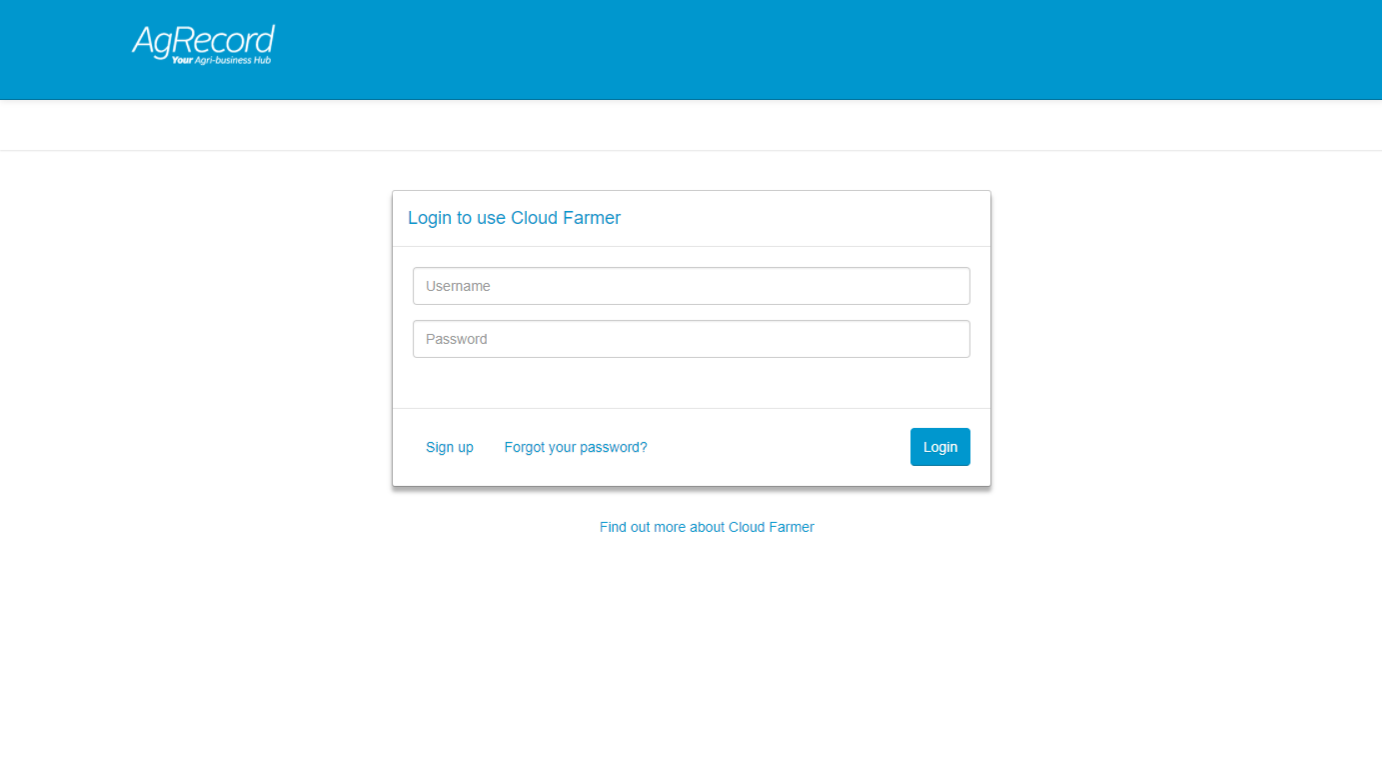 AgRecord
Your Agri-business Hub
Login to use Cloud Farmer
Username
Password
Sign up Forgot your password? Login
Find out more about Cloud Farmer